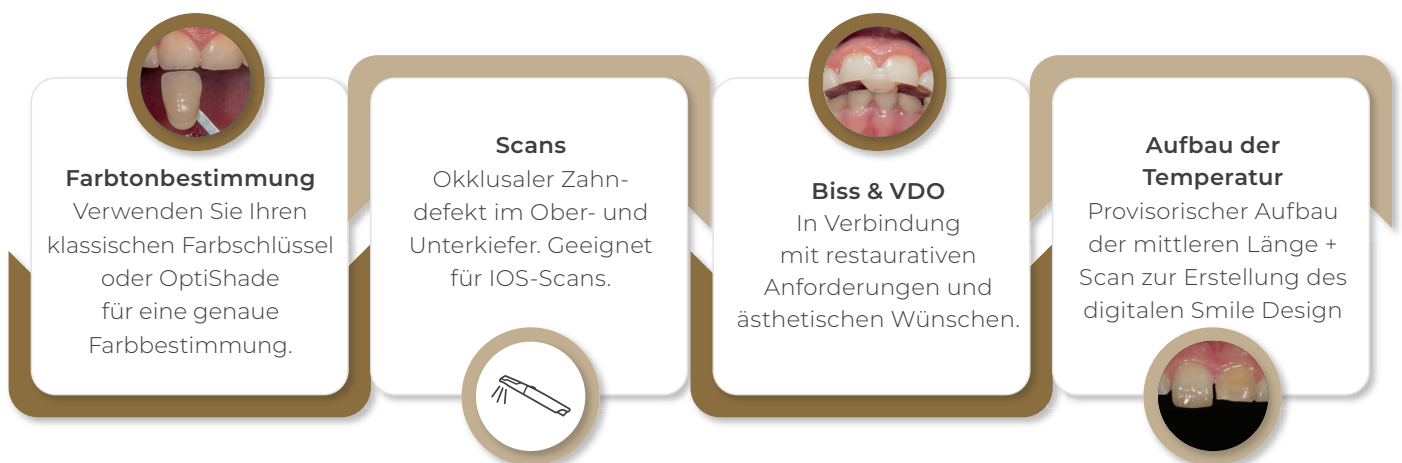 Farbtonbestimmung
Verwenden Sie Ihren
klassischen Farbschlüssel
oder OptiShade
für eine genaue
Farbbestimmung.
Scans
Okklusaler Zahn-
defekt im Ober- und
Unterkiefer. Geeignet
für IOS-Scans.
Biss & VDO
In Verbindung
mit restaurativen
Anforderungen und
ästhetischen Wünschen.
Aufbau der
Temperatur
Provisorischer Aufbau
der mittleren Länge +
Scan zur Erstellung des
digitalen Smile Design